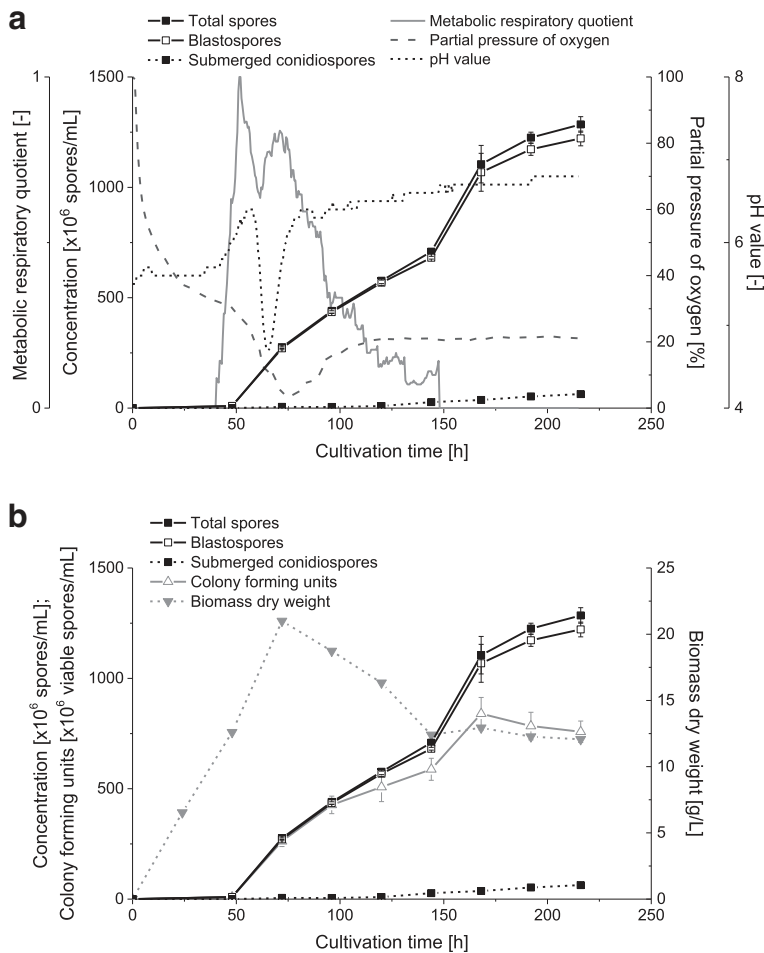 a
Total spores
Blastospores
Submerged conidiospores
Metabolic respiratory quotient
Partial pressure of oxygen
pH value
Metabolic respiratory quotient [-]
1
0
Concentration [x10⁶ spores/mL]
1500
1000
500
0
100
80
60
40
20
0
Partial pressure of oxygen [%]
8
6
4
pH value [-]
0 50 100 150 200 250
Cultivation time [h]
b
Total spores
Blastospores
Submerged conidiospores
Colony forming units
Biomass dry weight
Concentration [x10⁶ spores/mL];
Colony forming units [x10⁶ viable spores/mL]
1500
1000
500
0
25
20
15
10
5
0
Biomass dry weight [g/L]
0 50 100 150 200 250
Cultivation time [h]